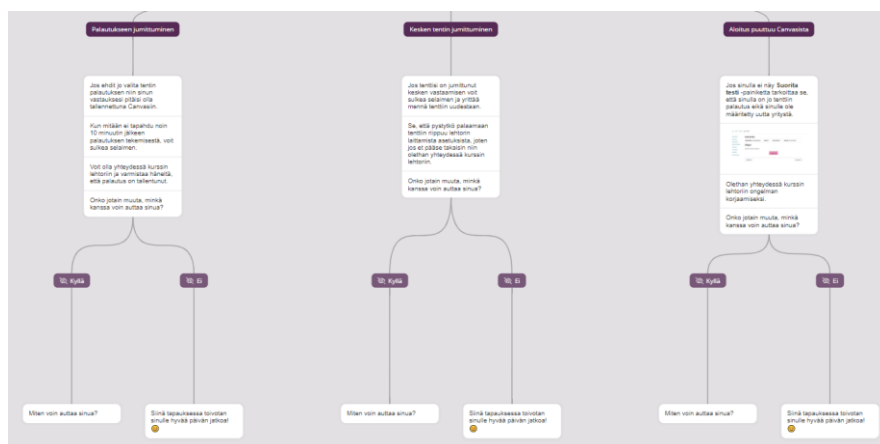 Palautukseen jumittuminen
Jos ehdit jo valita tentin
palautuksen niin sinun
vastauksesi pitäisi olla
tallennettuna Canvasiin.
Kun mitään ei tapahdu noin
10 minuutin jälkeen
palautuksen tekemisestä, voit
sulkea selaimen.
Voit olla yhteydessä kurssin
lehtoriin ja varmistaa häneltä,
että palautus on tallentunut.
Onko jotain muuta, minkä
kanssa voin auttaa sinua?
Kyllä
Ei
Miten voin auttaa sinua?
Siinä tapauksessa toivotan
sinulle hyvää päivän jatkoa!
Kesken tentin jumittuminen
Jos tenttisi on jumittunut
kesken vastaamisen voit
sulkea selaimen ja yrittää
mennä tenttiin uudestaan.
Se, että pystytkö palaamaan
tenttiin riippuu lehtorin
laittamista asetuksista, joten
jos et pääse takaisin niin
olethan yhteydessä kurssin
lehtoriin.
Onko jotain muuta, minkä
kanssa voin auttaa sinua?
Kyllä
Ei
Miten voin auttaa sinua?
Siinä tapauksessa toivotan
sinulle hyvää päivän jatkoa!
Aloitus puuttuu Canvasista
Jos sinulla ei näy Suorita
testi -painiketta tarkoittaa se,
että sinulla on jo tenttiin
palautus eikä sinulle ole
määritetty uutta yritystä.
Olethan yhteydessä kurssin
lehtoriin ongelman
korjaamiseksi.
Onko jotain muuta, minkä
kanssa voin auttaa sinua?
Kyllä
Ei
Miten voin auttaa sinua?
Siinä tapauksessa toivotan
sinulle hyvää päivän jatkoa!